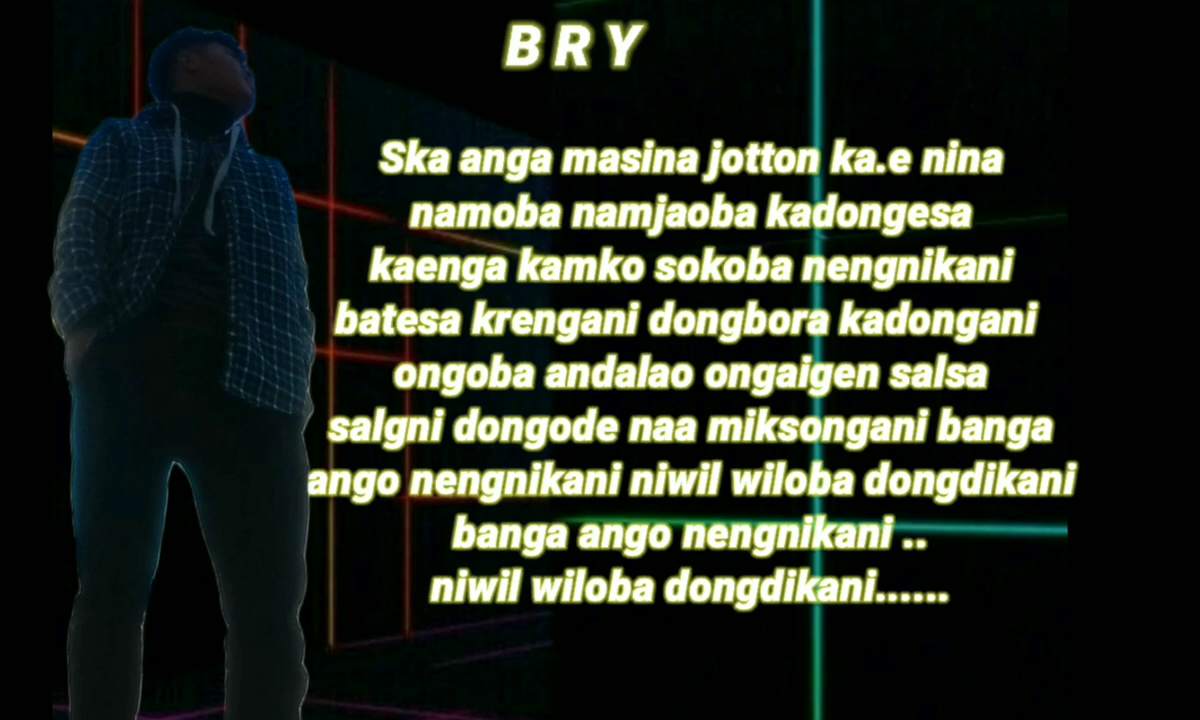 B R Y
Ska anga masina jotton ka.e nina
namoba namjaoba kadongesa
kaenga kamko sokoba nengnikani
batesa krengani dongbora kadongani
ongoba andalao ongaigen salsa
salgni dongode naa miksongani banga
ango nengnikani niwil wiloba dongdikani
banga ango nengnikani ..
niwil wiloba dongdikani......